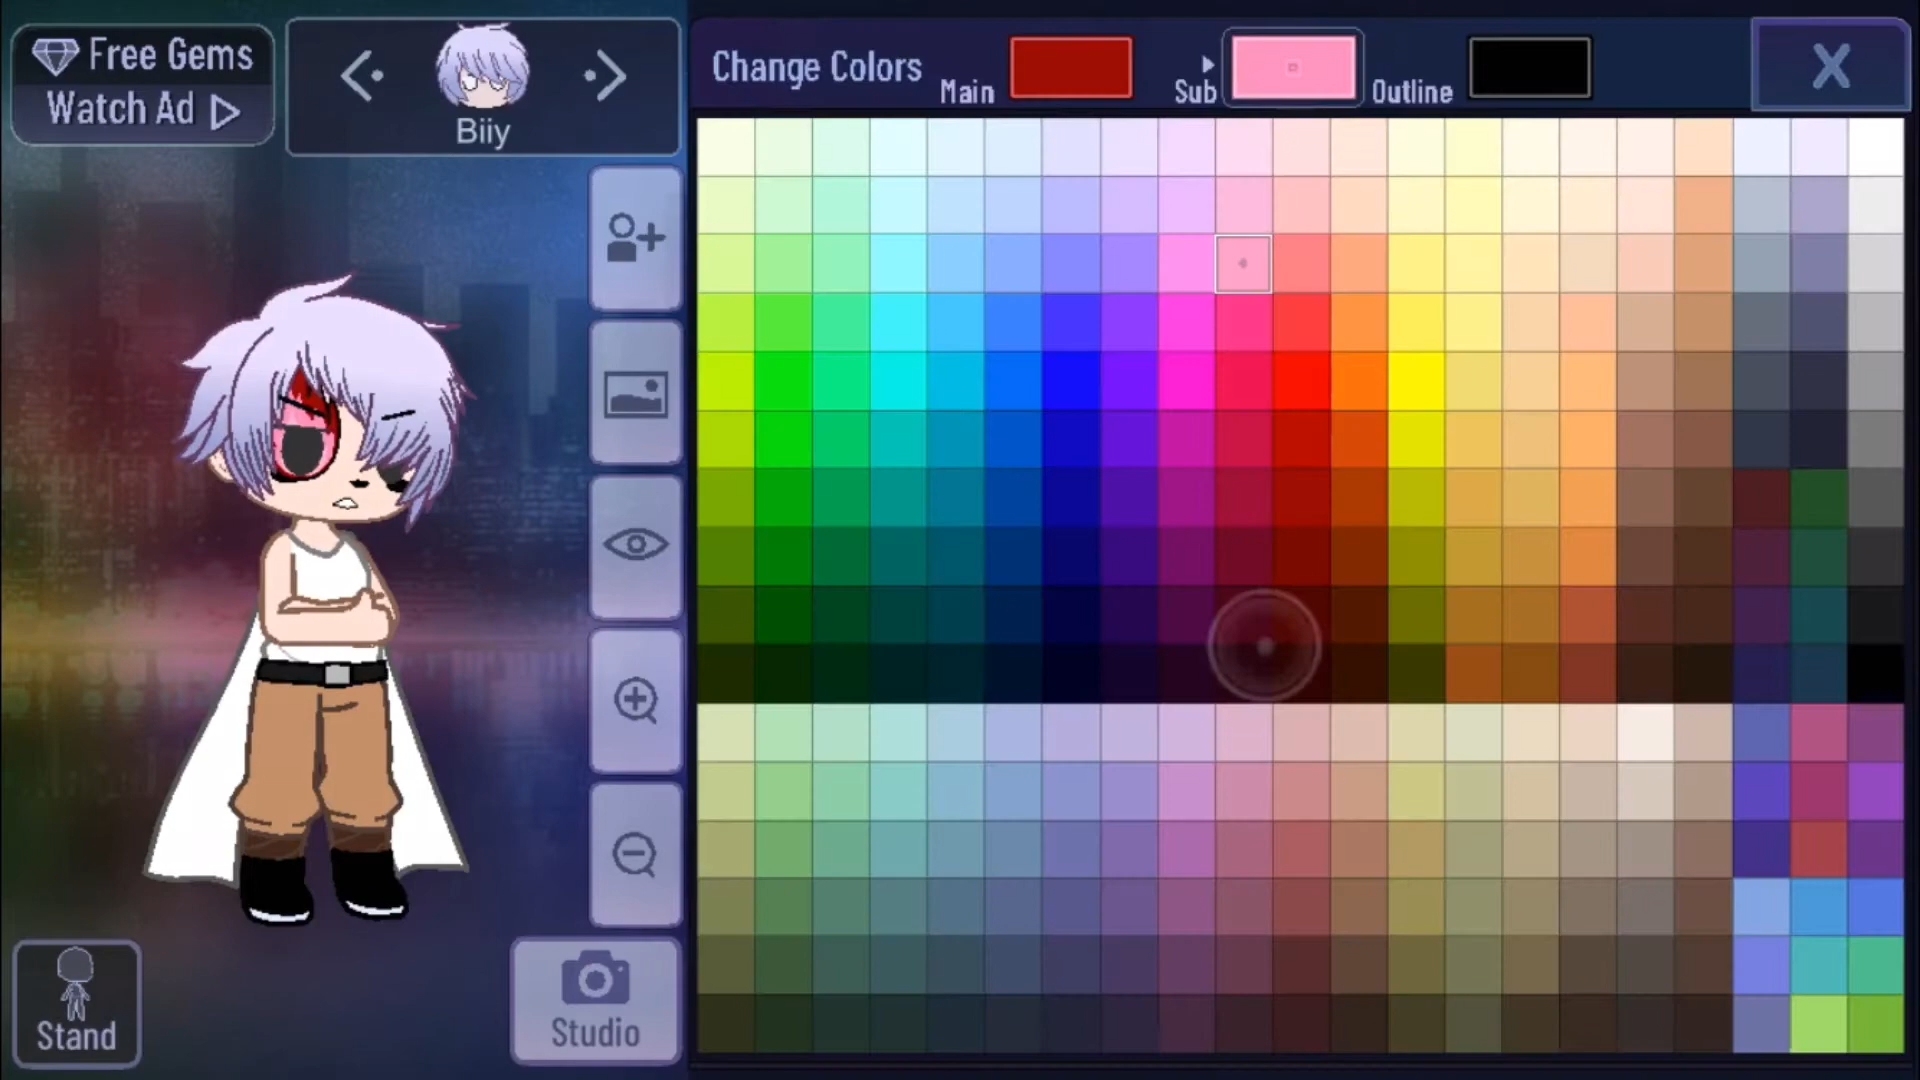 Free Gems
Watch Ad
Biiy
Change Colors
Main
Sub
Outline
X
Stand
Studio